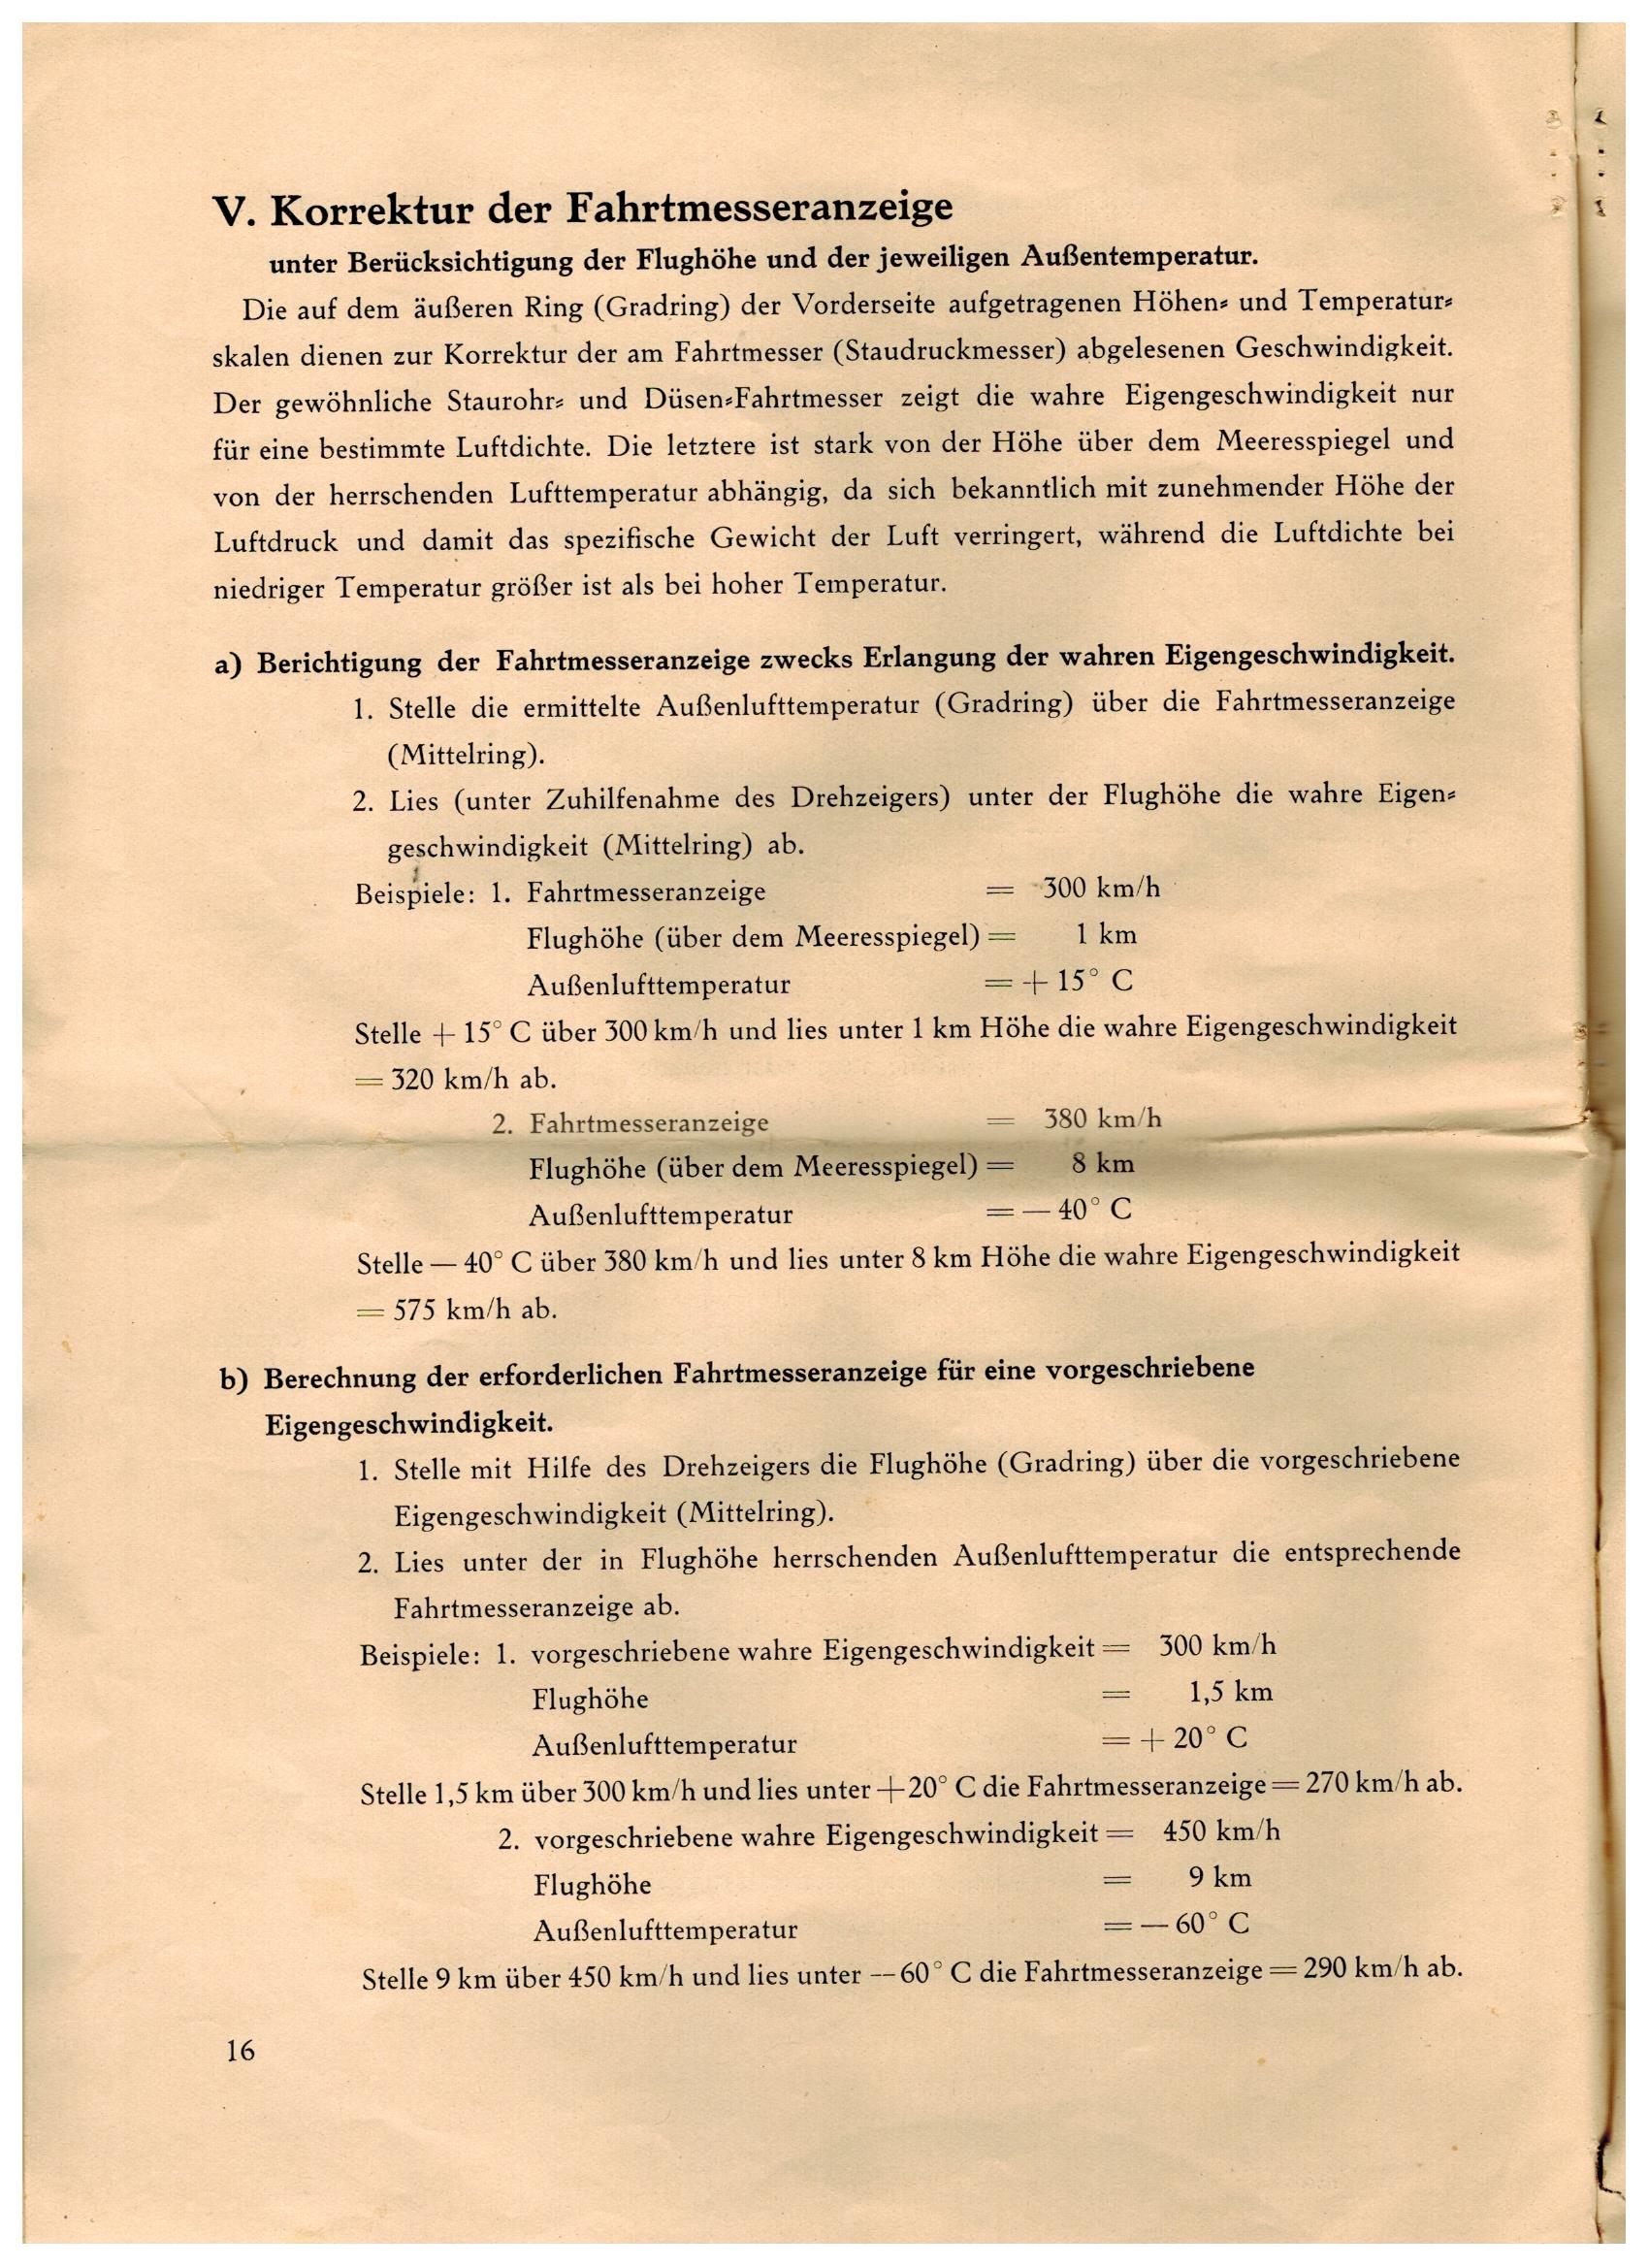 V. Korrektur der Fahrtmesseranzeige
unter Berücksichtigung der Flughöhe und der jeweiligen Außentemperatur.
Die auf dem äußeren Ring (Gradring) der Vorderseite aufgetragenen Höhen- und Temperatur-
skalen dienen zur Korrektur der am Fahrtmesser (Staudruckmesser) abgelesenen Geschwindigkeit.
Der gewöhnliche Staurohr- und Düsen-Fahrtmesser zeigt die wahre Eigengeschwindigkeit nur
für eine bestimmte Luftdichte. Die letztere ist stark von der Höhe über dem Meeresspiegel und
von der herrschenden Lufttemperatur abhängig, da sich bekanntlich mit zunehmender Höhe der
Luftdruck und damit das spezifische Gewicht der Luft verringert, während die Luftdichte bei
niedriger Temperatur größer ist als bei hoher Temperatur.
a) Berichtigung der Fahrtmesseranzeige zwecks Erlangung der wahren Eigengeschwindigkeit.
1. Stelle die ermittelte Außenlufttemperatur (Gradring) über die Fahrtmesseranzeige
(Mittelring).
2. Lies (unter Zuhilfenahme des Drehzeigers) unter der Flughöhe die wahre Eigen-
geschwindigkeit (Mittelring) ab.
Beispiele: 1. Fahrtmesseranzeige = 300 km/h
Flughöhe (über dem Meeresspiegel) = 1 km
Außenlufttemperatur = + 15° C
Stelle + 15° C über 300 km/h und lies unter 1 km Höhe die wahre Eigengeschwindigkeit
= 320 km/h ab.
2. Fahrtmesseranzeige = 380 km/h
Flughöhe (über dem Meeresspiegel) = 8 km
Außenlufttemperatur = — 40° C
Stelle — 40° C über 380 km/h und lies unter 8 km Höhe die wahre Eigengeschwindigkeit
= 575 km/h ab.
b) Berechnung der erforderlichen Fahrtmesseranzeige für eine vorgeschriebene
Eigengeschwindigkeit.
1. Stelle mit Hilfe des Drehzeigers die Flughöhe (Gradring) über die vorgeschriebene
Eigengeschwindigkeit (Mittelring).
2. Lies unter der in Flughöhe herrschenden Außenlufttemperatur die entsprechende
Fahrtmesseranzeige ab.
Beispiele: 1. vorgeschriebene wahre Eigengeschwindigkeit = 300 km/h
Flughöhe = 1,5 km
Außenlufttemperatur = + 20° C
Stelle 1,5 km über 300 km/h und lies unter +20° C die Fahrtmesseranzeige = 270 km/h ab.
2. vorgeschriebene wahre Eigengeschwindigkeit = 450 km/h
Flughöhe = 9 km
Außenlufttemperatur = — 60° C
Stelle 9 km über 450 km/h und lies unter — 60° C die Fahrtmesseranzeige = 290 km/h ab.
16